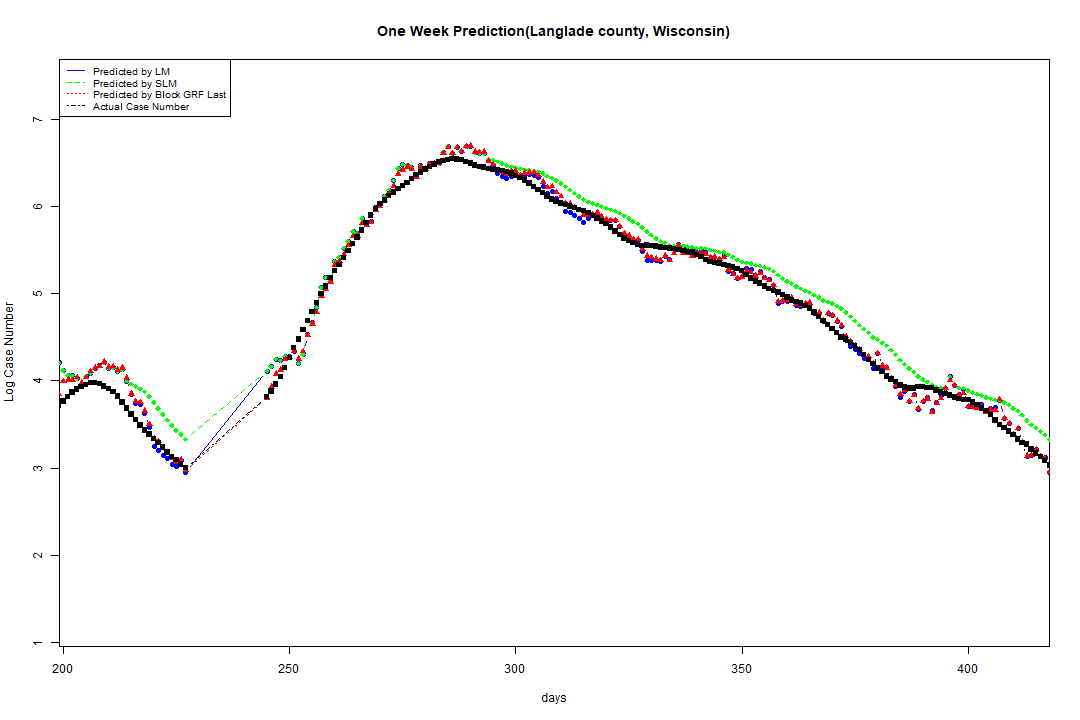 One Week Prediction(Langlade county, Wisconsin)
Predicted by LM
Predicted by SLM
Predicted by Block GRF Last
Actual Case Number
7
6
5
4
3
2
1
Log Case Number
200 250 300 350 400
days